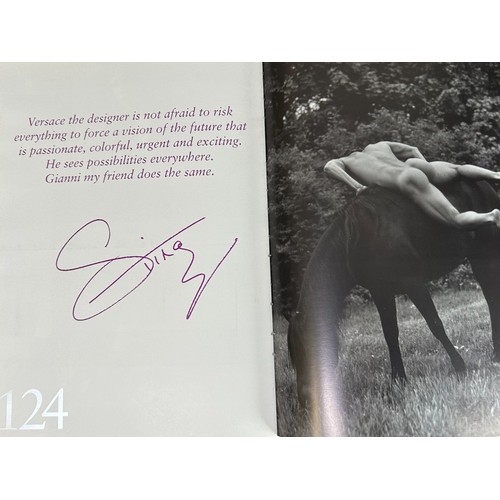 Versace the designer is not afraid to risk
everything to force a vision of the future that
is passionate, colorful, urgent and exciting.
He sees possibilities everywhere.
Gianni my friend does the same.
124